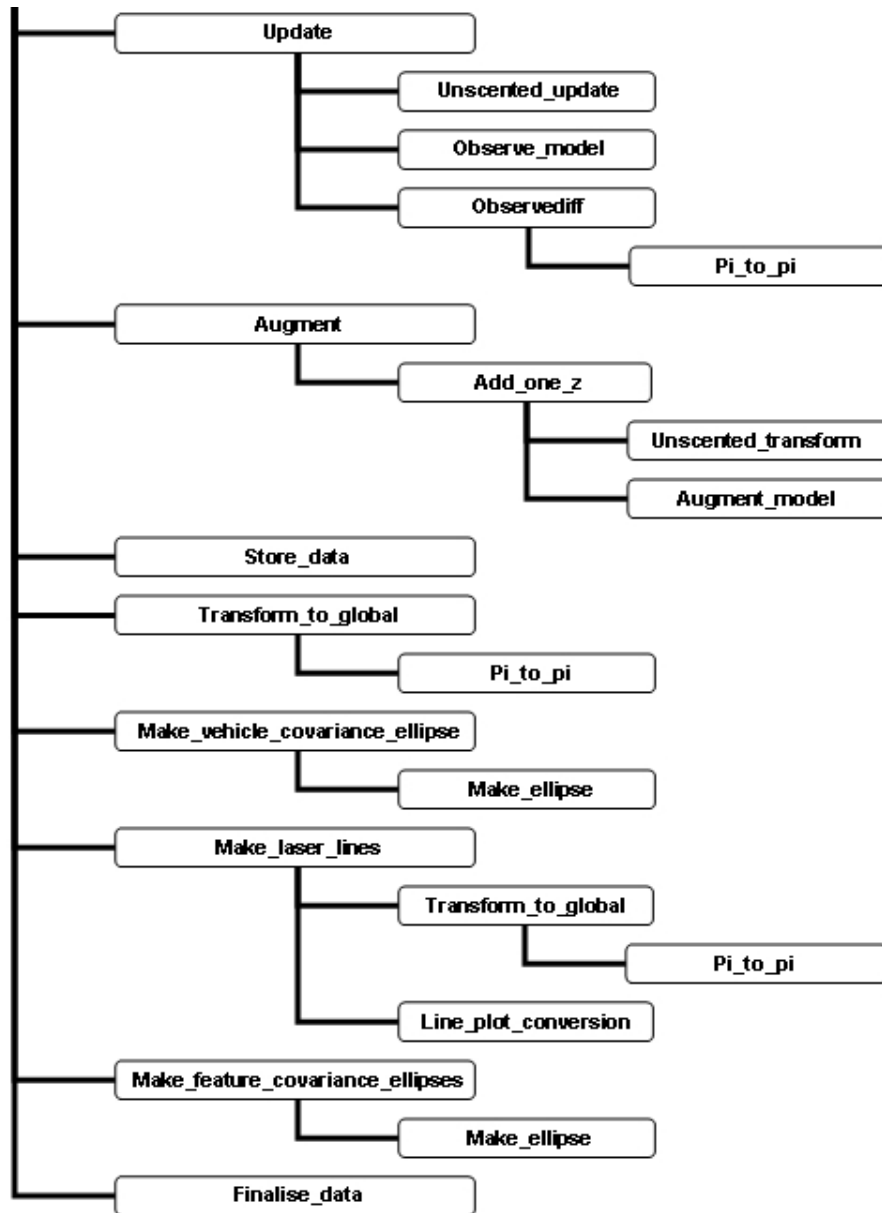 Update
Unscented_update
Observe_model
Observediff
Pi_to_pi
Augment
Add_one_z
Unscented_transform
Augment_model
Store_data
Transform_to_global
Pi_to_pi
Make_vehicle_covariance_ellipse
Make_ellipse
Make_laser_lines
Transform_to_global
Pi_to_pi
Line_plot_conversion
Make_feature_covariance_ellipses
Make_ellipse
Finalise_data